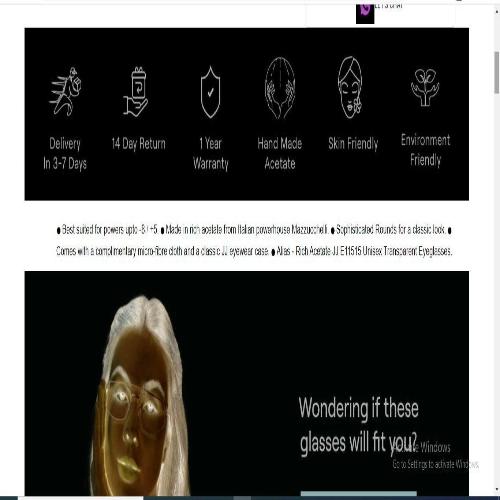 LET'S CHAT
Delivery
In 3-7 Days
14 Day Return
1 Year
Warranty
Hand Made
Acetate
Skin Friendly
Environment
Friendly
● Best suited for powers upto -8 / +5. ● Made in rich acetate from Italian powerhouse Mazzucchelli. ● Sophisticated Rounds for a classic look. ●
Comes with a complimentary micro-fibre cloth and a classic JJ eyewear case. ● Alias - Rich Acetate JJ E11515 Unisex Transparent Eyeglasses.
Wondering if these
glasses will fit you?
Activate Windows
Go to Settings to activate Windows.